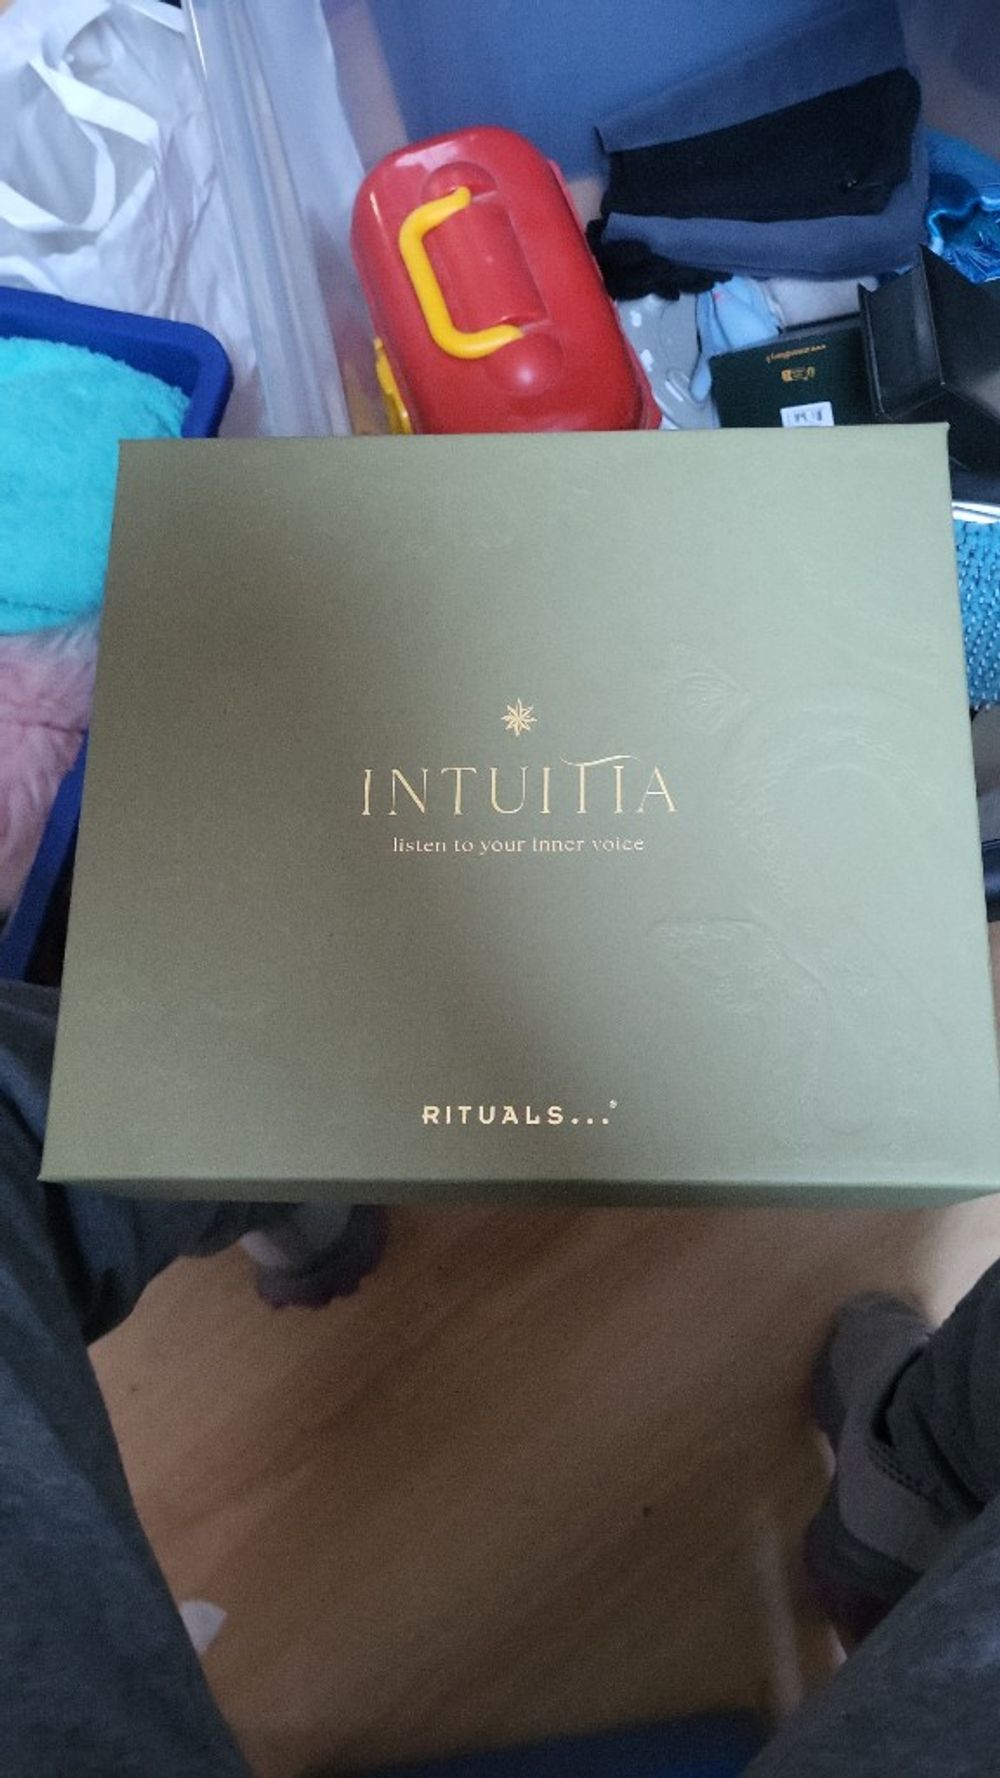 INTUITIA
listen to your inner voice
RITUALS...®